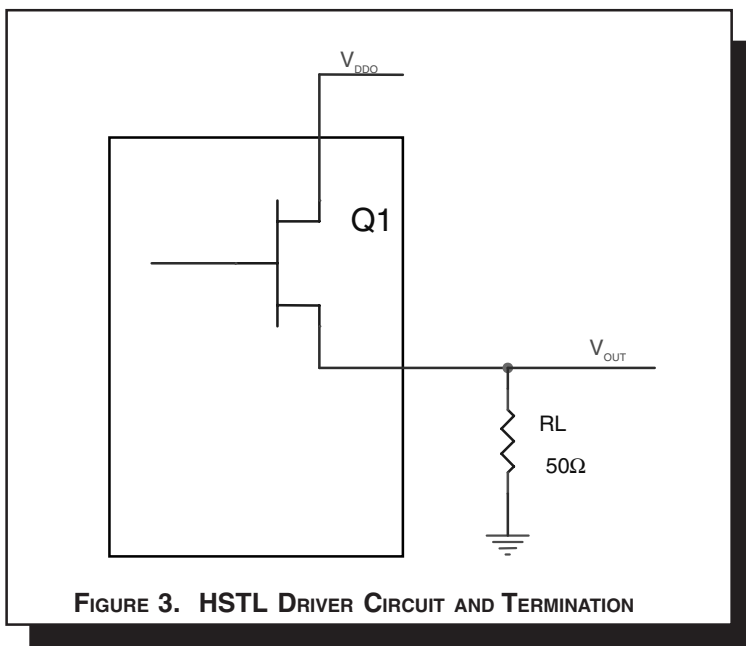 V_DDO
Q1
V_OUT
RL
50Ω
FIGURE 3. HSTL DRIVER CIRCUIT AND TERMINATION